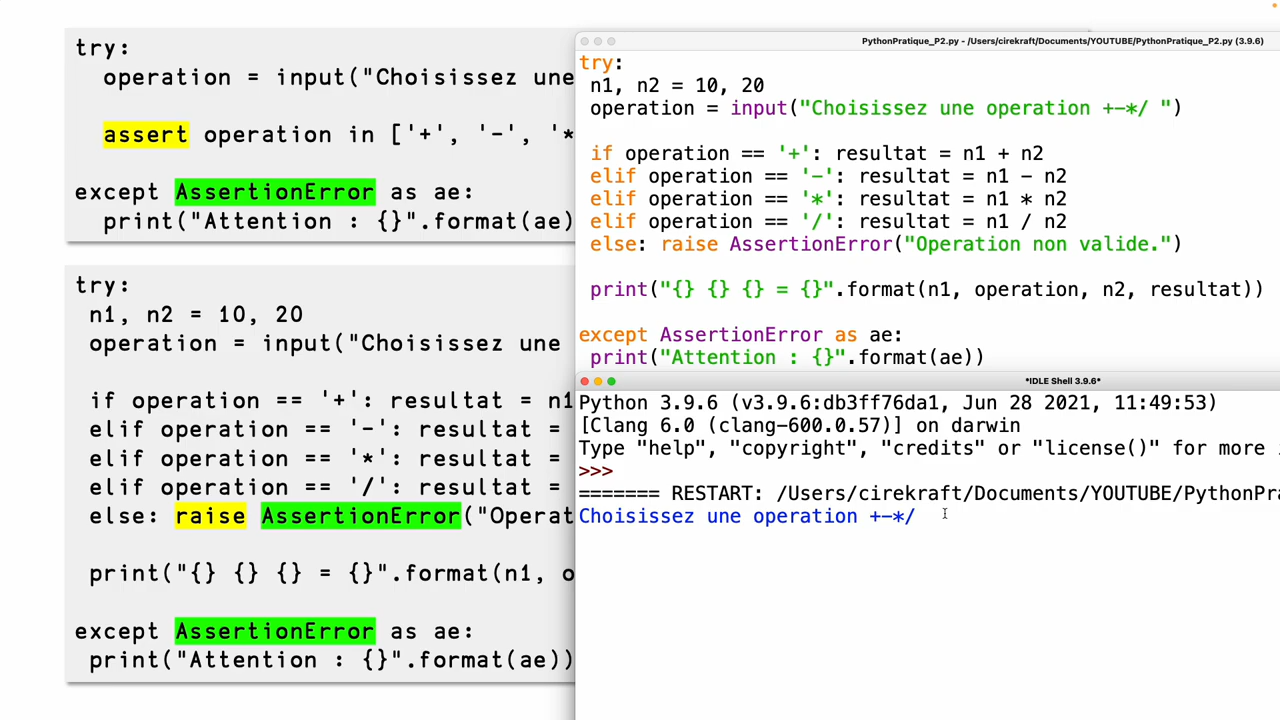 try:
operation = input("Choisissez une
assert operation in ['+', '-', '*
except AssertionError as ae:
print("Attention : {}".format(ae)
try:
n1, n2 = 10, 20
operation = input("Choisissez une
if operation == '+': resultat = n1
elif operation == '-': resultat =
elif operation == '*': resultat =
elif operation == '/': resultat =
else: raise AssertionError("Operat
print("{} {} {} = {}".format(n1, o
except AssertionError as ae:
print("Attention : {}".format(ae))
PythonPratique_P2.py - /Users/cirekraft/Documents/YOUTUBE/PythonPratique_P2.py (3.9.6)
try:
n1, n2 = 10, 20
operation = input("Choisissez une operation +-*/ ")
if operation == '+': resultat = n1 + n2
elif operation == '-': resultat = n1 - n2
elif operation == '*': resultat = n1 * n2
elif operation == '/': resultat = n1 / n2
else: raise AssertionError("Operation non valide.")
print("{} {} {} = {}".format(n1, operation, n2, resultat))
except AssertionError as ae:
print("Attention : {}".format(ae))
*IDLE Shell 3.9.6*
Python 3.9.6 (v3.9.6:db3ff76da1, Jun 28 2021, 11:49:53)
[Clang 6.0 (clang-600.0.57)] on darwin
Type "help", "copyright", "credits" or "license()" for more
>>>
======= RESTART: /Users/cirekraft/Documents/YOUTUBE/PythonPra
Choisissez une operation +-*/